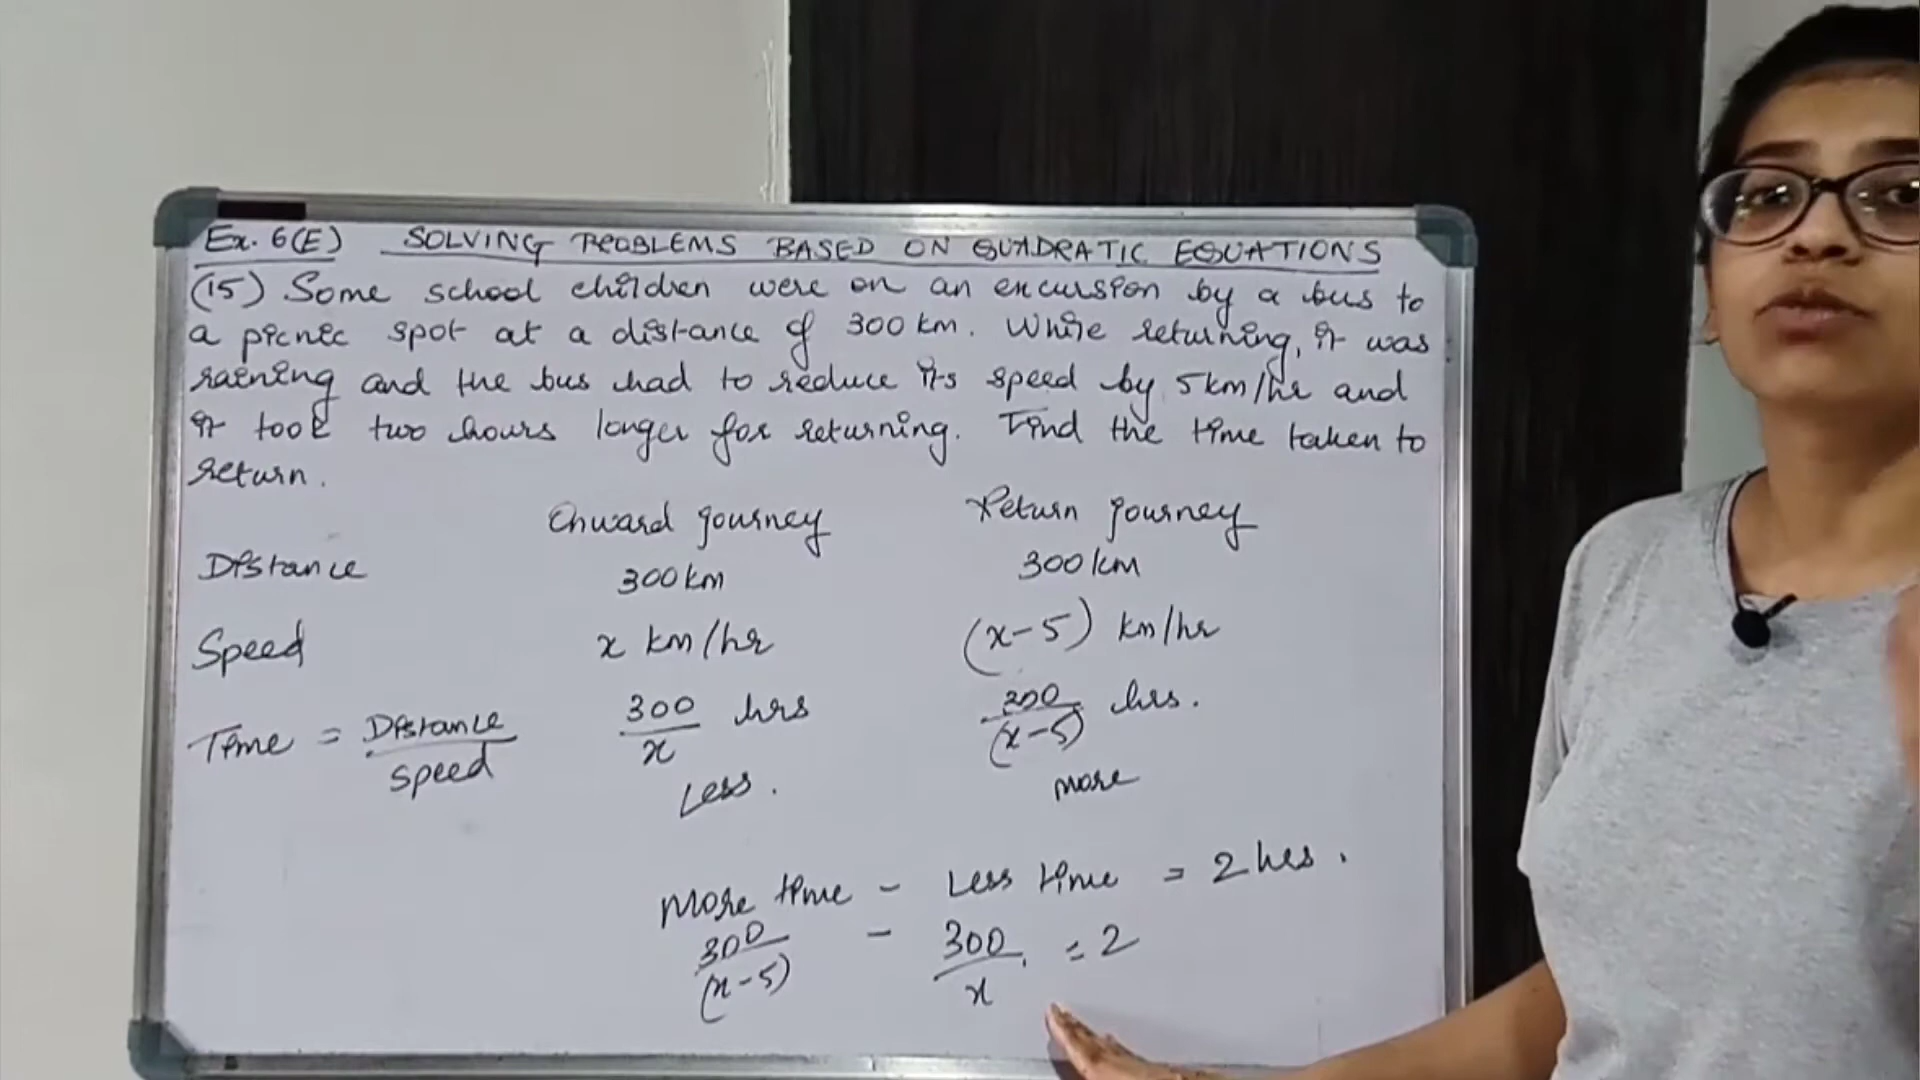 Ex. 6(E) SOLVING PROBLEMS BASED ON QUADRATIC EQUATIONS
(15) Some school children were on an excursion by a bus to
a picnic spot at a distance of 300 km. While returning, it was
raining and the bus had to reduce its speed by 5 km/hr and
it took two hours longer for returning. Find the time taken to
return.
Onward journey Return journey
Distance 300 km 300 km
Speed x km/hr (x-5) km/hr
Time = Distance/Speed 300/x hrs 300/(x-5) hrs.
Less. more
More time - Less time = 2 hrs.
300/(x-5) - 300/x = 2